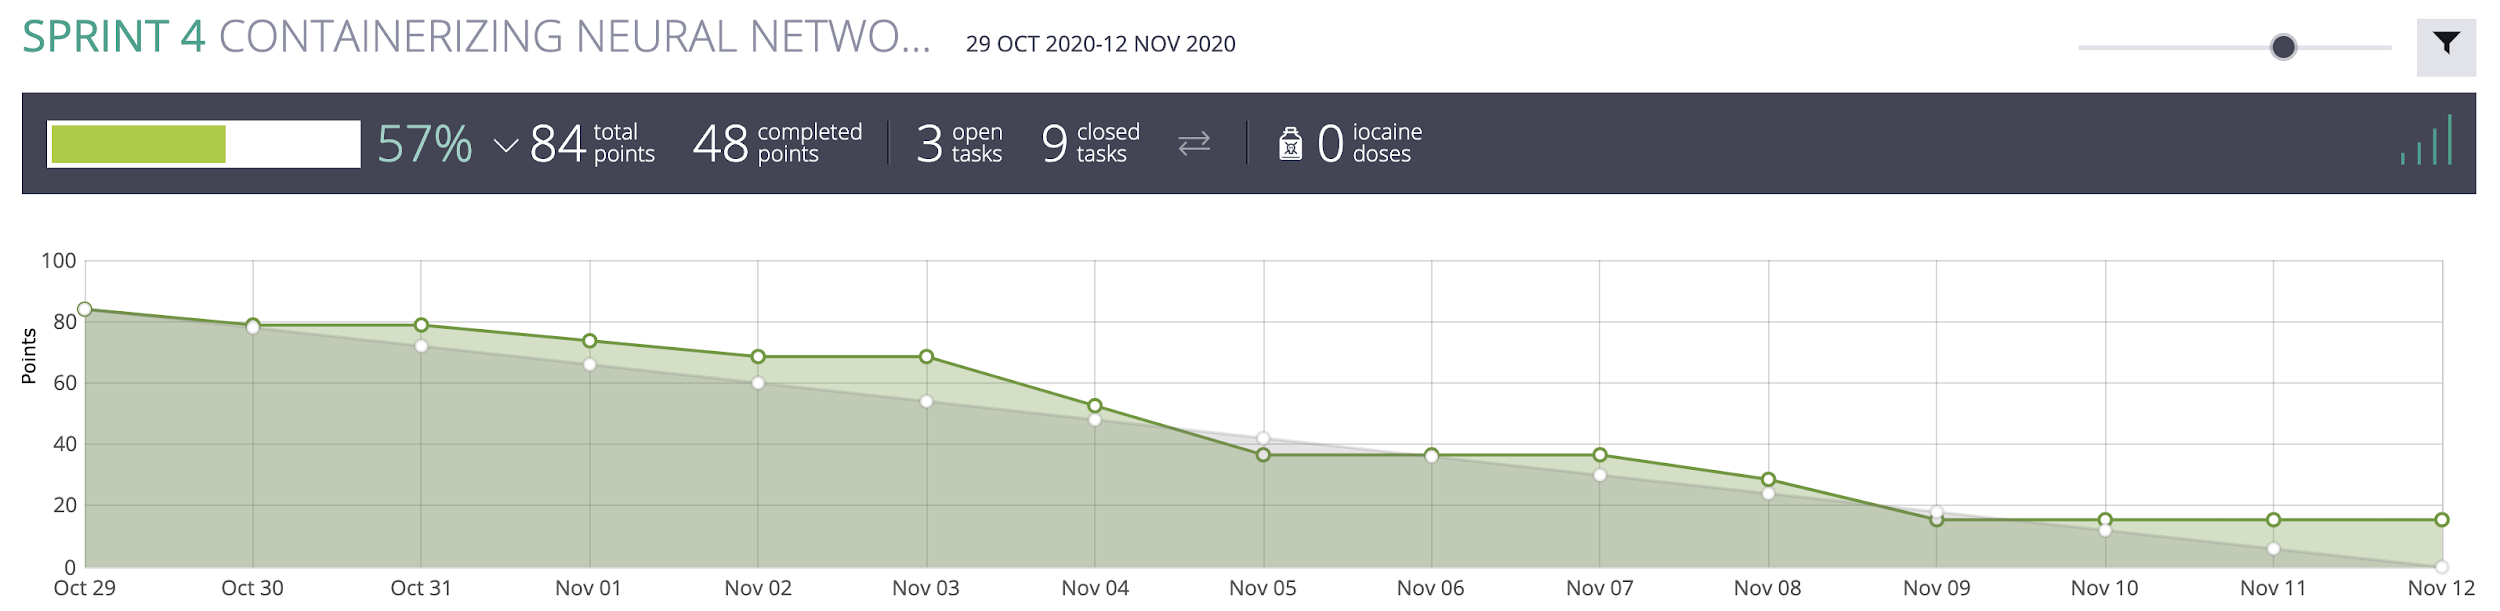 SPRINT 4 CONTAINERIZING NEURAL NETWO... 29 OCT 2020-12 NOV 2020
57% 84 total points 48 completed points 3 open tasks 9 closed tasks 0 iocaine doses
Points
100
80
60
40
20
0
Oct 29 Oct 30 Oct 31 Nov 01 Nov 02 Nov 03 Nov 04 Nov 05 Nov 06 Nov 07 Nov 08 Nov 09 Nov 10 Nov 11 Nov 12